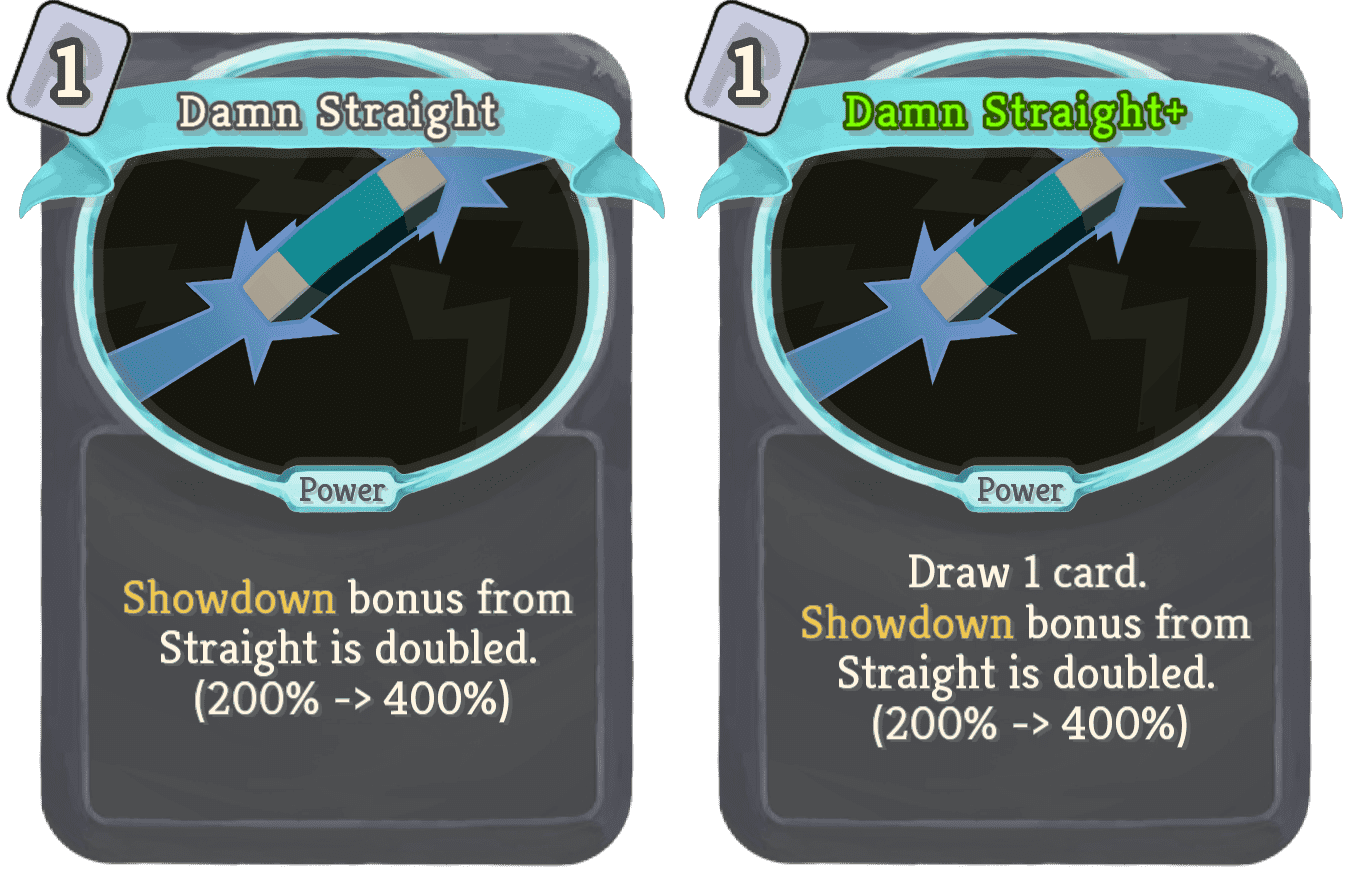 1
Damn Straight
Power
Showdown bonus from
Straight is doubled.
(200% -> 400%)
1
Damn Straight+
Power
Draw 1 card.
Showdown bonus from
Straight is doubled.
(200% -> 400%)